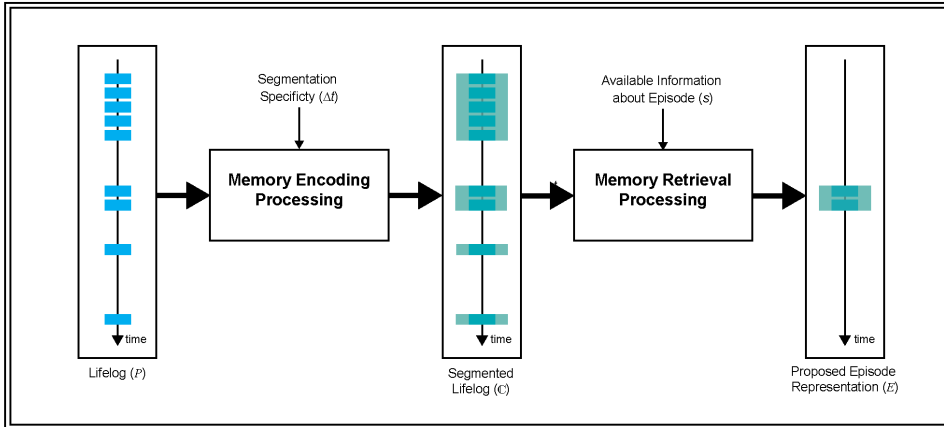 Segmentation
Specificty (Δt)
Available Information
about Episode (s)
Memory Encoding
Processing
Memory Retrieval
Processing
time
time
time
Lifelog (P)
Segmented
Lifelog (ℂ)
Proposed Episode
Representation (E)